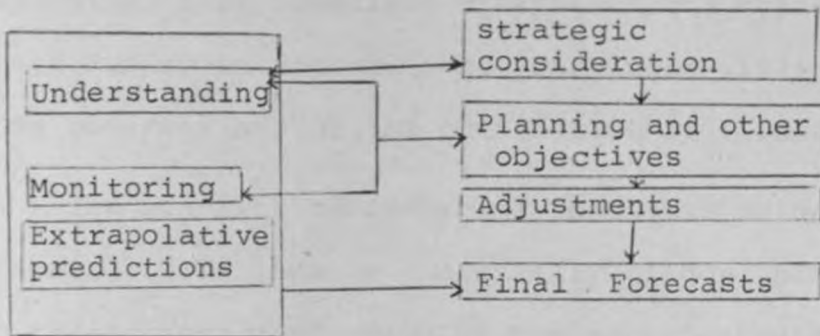 Understanding
Monitoring
Extrapolative
predictions
strategic
consideration
Planning and other
objectives
Adjustments
Final Forecasts